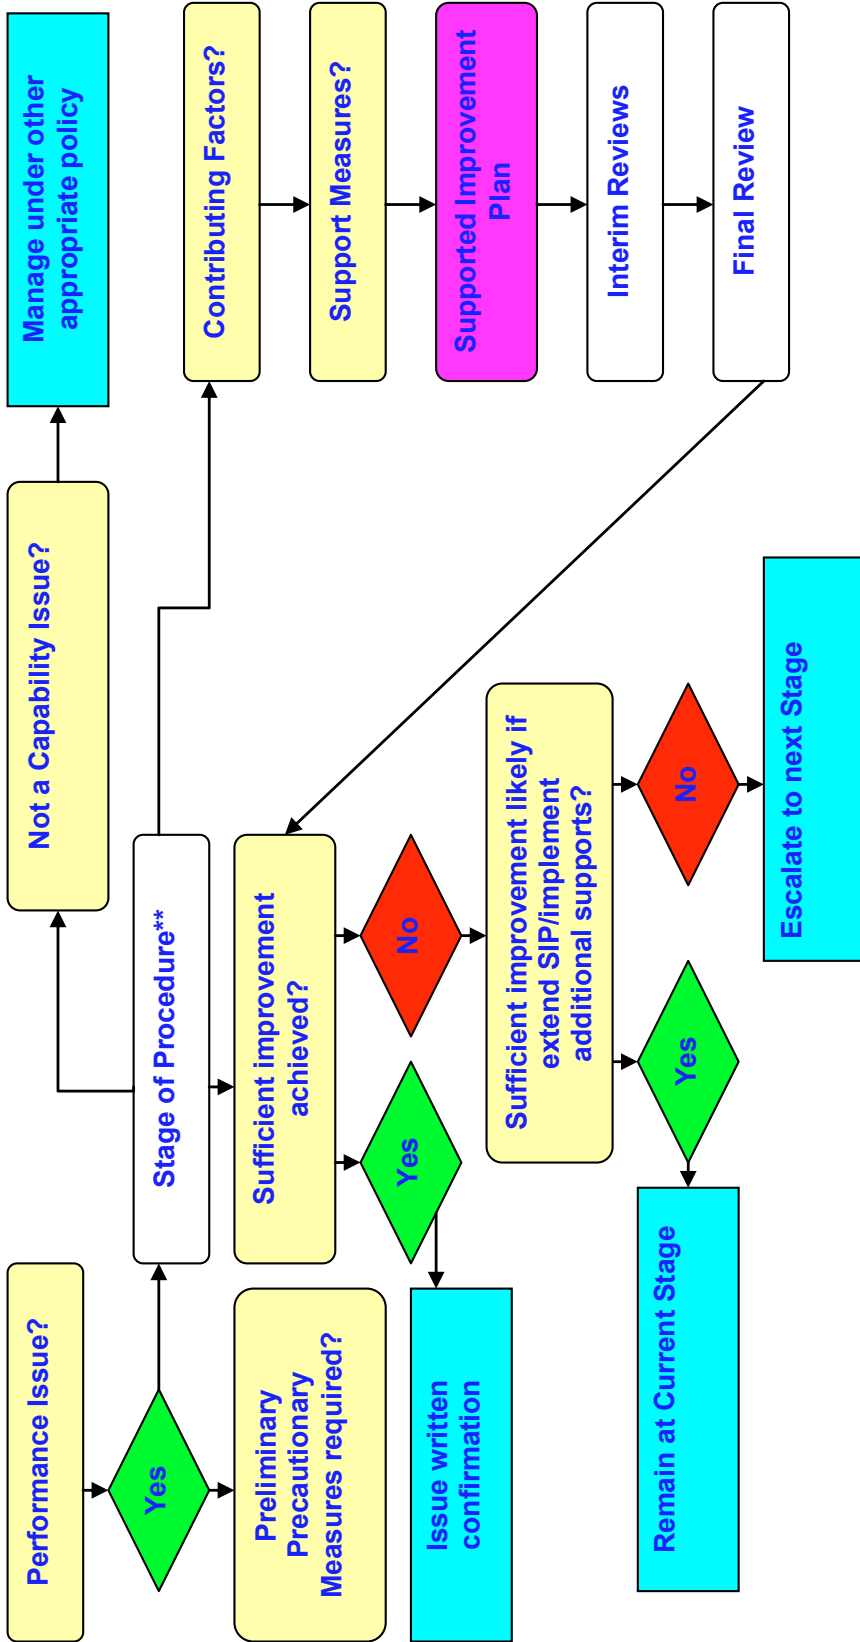 Performance Issue?
Yes
Preliminary
Precautionary
Measures required?
Not a Capability Issue?
Manage under other
appropriate policy
Stage of Procedure**
Contributing Factors?
Support Measures?
Supported Improvement
Plan
Interim Reviews
Final Review
Sufficient improvement
achieved?
Yes
No
Issue written
confirmation
Sufficient improvement likely if
extend SIP/implement
additional supports?
Yes
No
Remain at Current Stage
Escalate to next Stage